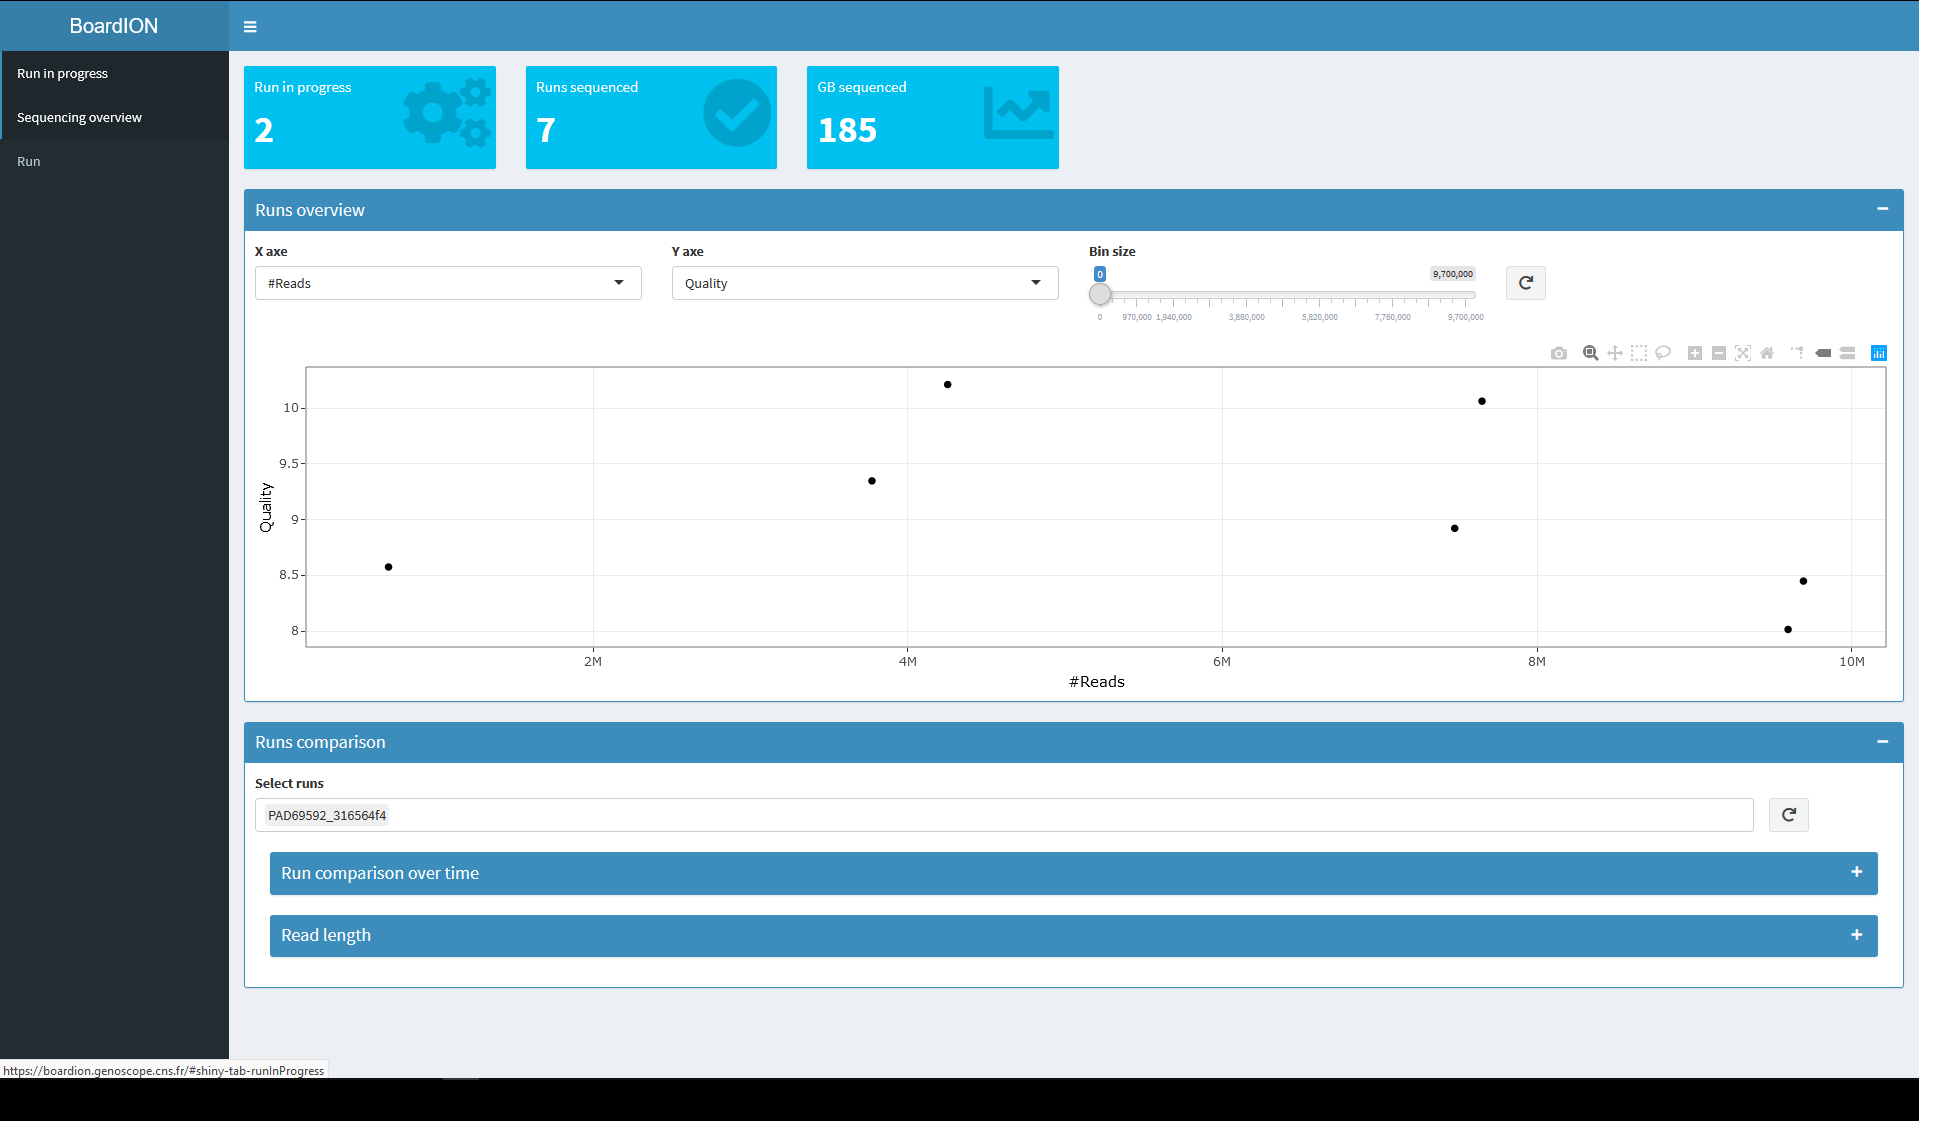 BoardION
Run in progress
Sequencing overview
Run
Run in progress
2
Runs sequenced
7
GB sequenced
185
Runs overview
X axe
#Reads
Y axe
Quality
Bin size
0
9,700,000
0 970,000 1,940,000 3,880,000 5,820,000 7,760,000 9,700,000
10
9.5
9
8.5
8
Quality
2M 4M 6M 8M 10M
#Reads
Runs comparison
Select runs
PAD69592_316564f4
Run comparison over time
Read length
https://boardion.genoscope.cns.fr/#shiny-tab-runInProgress